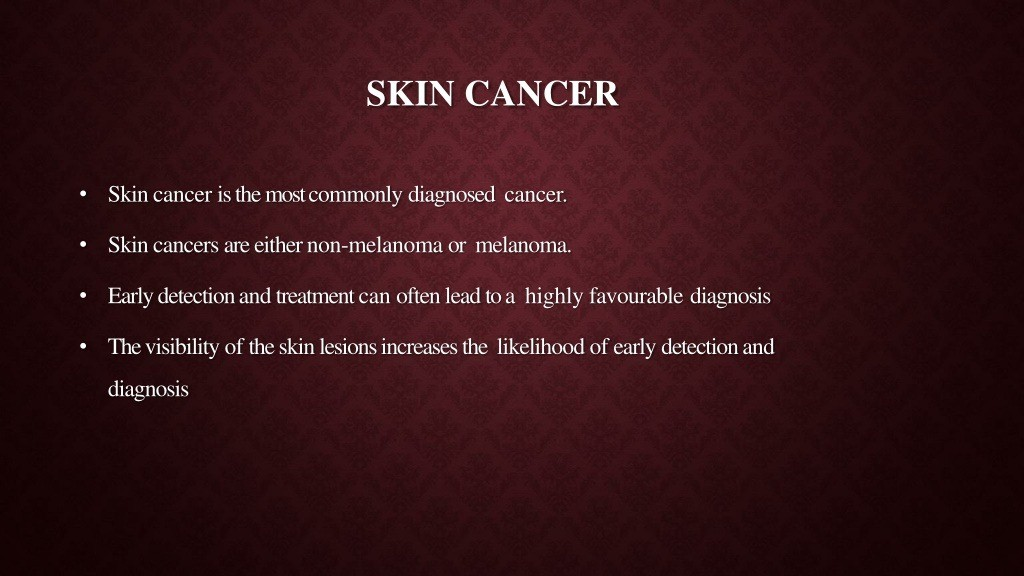 SKIN CANCER
• Skin cancer is the most commonly diagnosed cancer.
• Skin cancers are either non-melanoma or melanoma.
• Early detection and treatment can often lead to a highly favourable diagnosis
• The visibility of the skin lesions increases the likelihood of early detection and
diagnosis